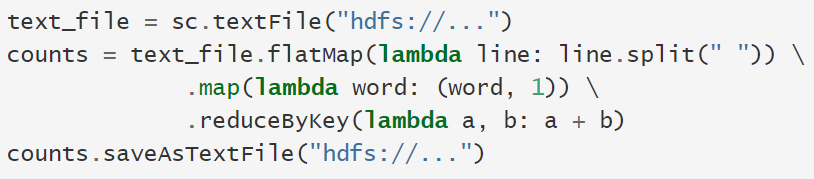 text_file = sc.textFile("hdfs://...")
counts = text_file.flatMap(lambda line: line.split(" ")) \
.map(lambda word: (word, 1)) \
.reduceByKey(lambda a, b: a + b)
counts.saveAsTextFile("hdfs://...")